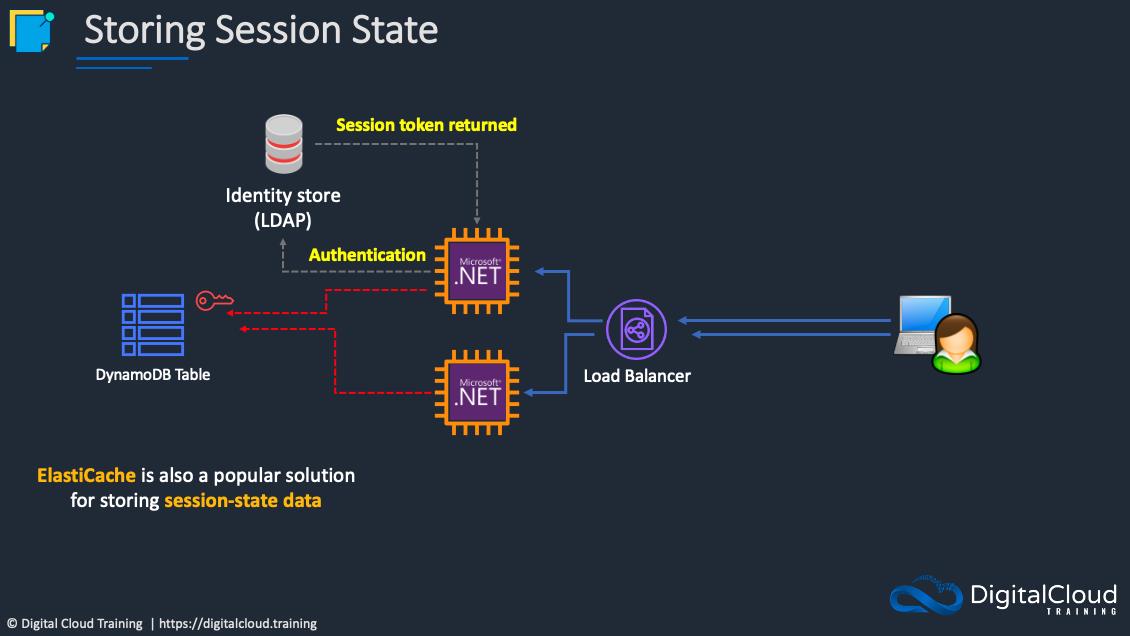 Storing Session State
Session token returned
Identity store
(LDAP)
Authentication
Microsoft®
.NET
DynamoDB Table
Load Balancer
Microsoft®
.NET
ElastiCache is also a popular solution
for storing session-state data
DigitalCloud
TRAINING
© Digital Cloud Training | https://digitalcloud.training